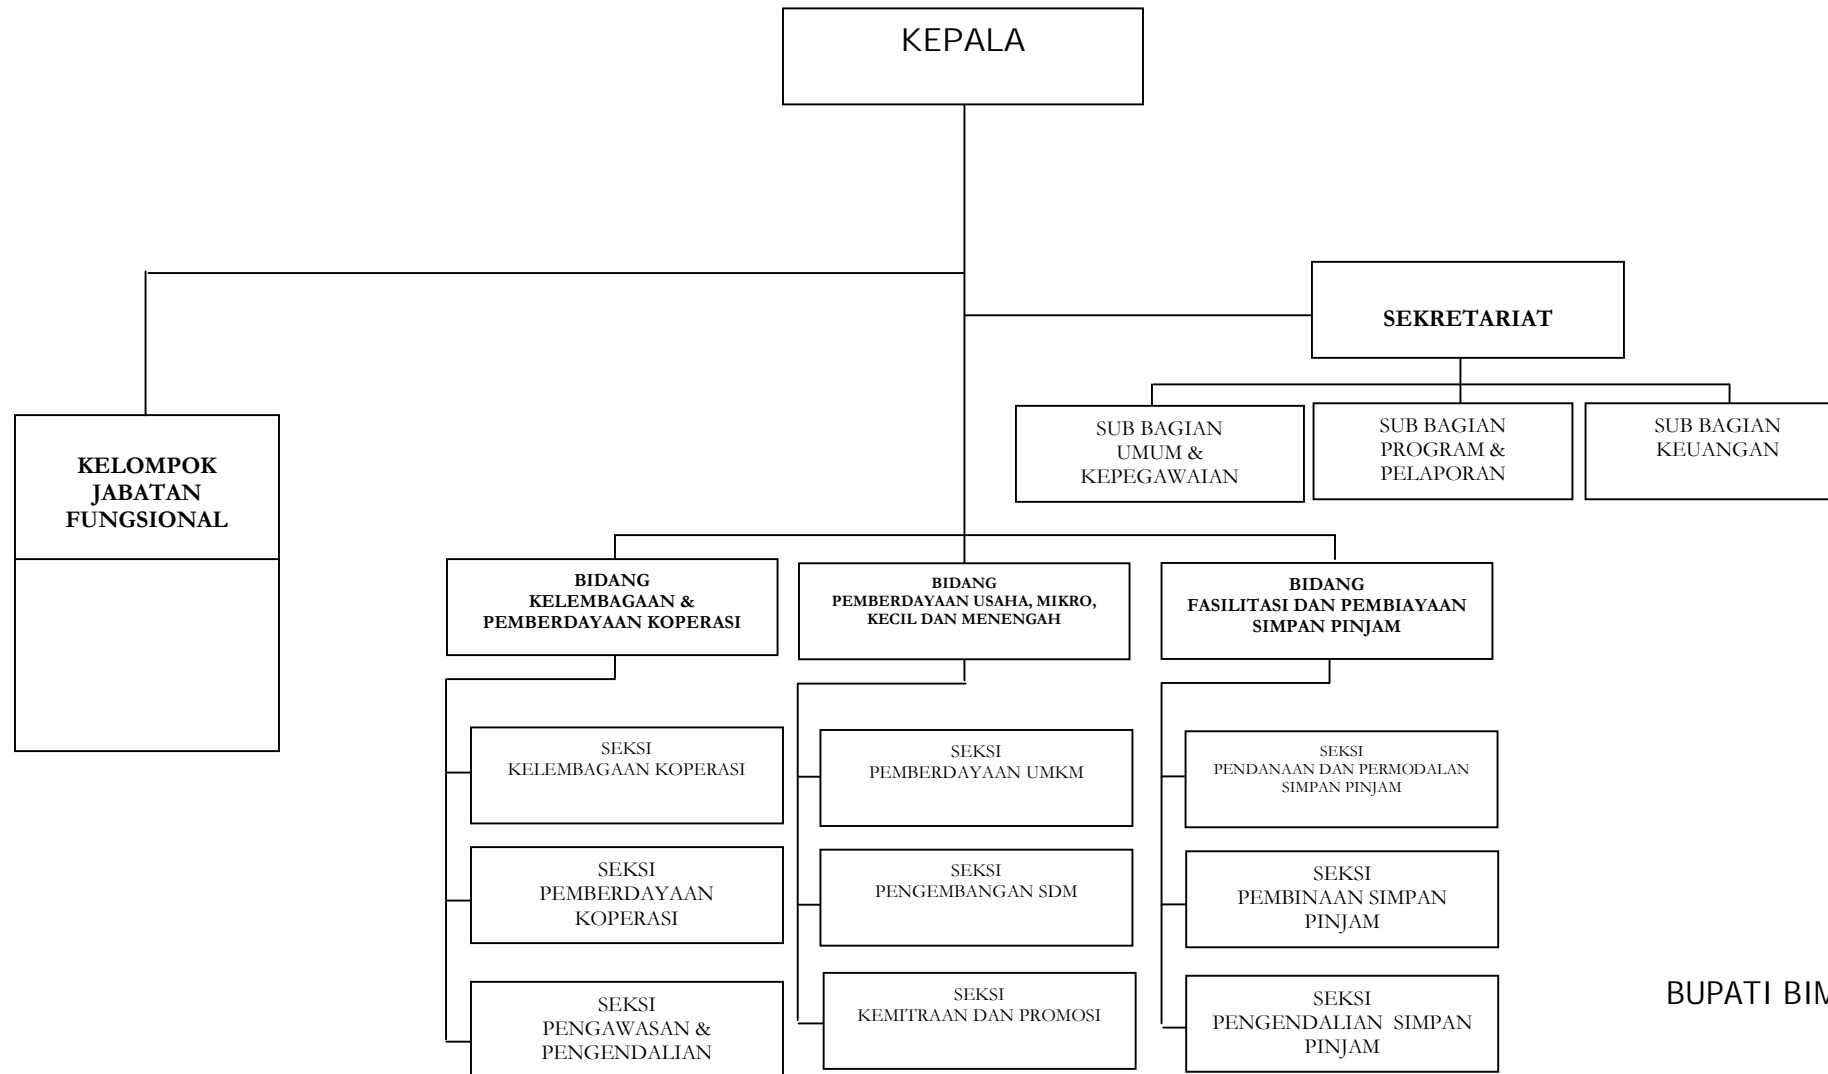 KEPALA
SEKRETARIAT
SUB BAGIAN
UMUM &
KEPEGAWAIAN
SUB BAGIAN
PROGRAM &
PELAPORAN
SUB BAGIAN
KEUANGAN
KELOMPOK
JABATAN
FUNGSIONAL
BIDANG
KELEMBAGAAN &
PEMBERDAYAAN KOPERASI
BIDANG
PEMBERDAYAAN USAHA, MIKRO,
KECIL DAN MENENGAH
BIDANG
FASILITASI DAN PEMBIAYAAN
SIMPAN PINJAM
SEKSI
KELEMBAGAAN KOPERASI
SEKSI
PEMBERDAYAAN
KOPERASI
SEKSI
PENGAWASAN &
PENGENDALIAN
SEKSI
PEMBERDAYAAN UMKM
SEKSI
PENGEMBANGAN SDM
SEKSI
KEMITRAAN DAN PROMOSI
SEKSI
PENDANAAN DAN PERMODALAN
SIMPAN PINJAM
SEKSI
PEMBINAAN SIMPAN
PINJAM
SEKSI
PENGENDALIAN SIMPAN
PINJAM
BUPATI